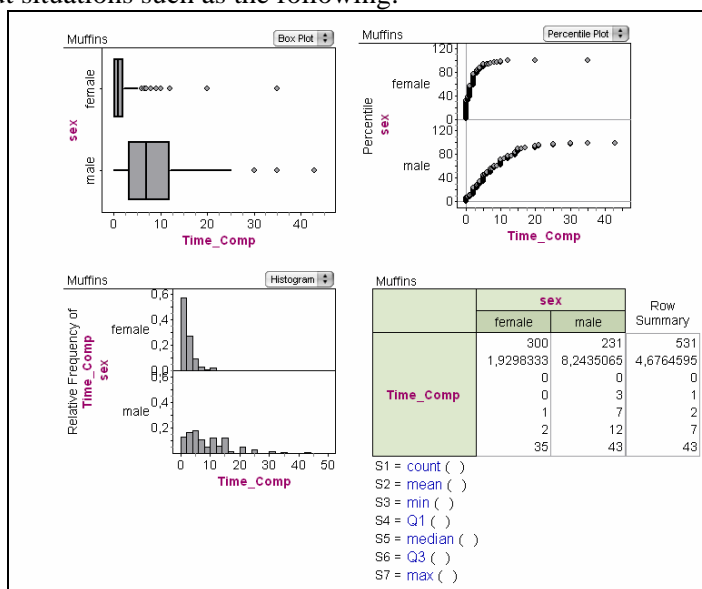 at situations such as the following:
Muffins
Box Plot
female
male
sex
0 10 20 30 40
Time_Comp
Muffins
Percentile Plot
120
80
40
0
female
120
80
40
0
male
Percentile
sex
0 10 20 30 40
Time_Comp
Muffins
Histogram
0,6
0,4
0,2
female
0,6
0,4
0,2
male
Relative Frequency of
Time_Comp
sex
0 10 20 30 40 50
Time_Comp
Muffins
sex
Row
female male Summary
Time_Comp
300 231 531
1,9298333 8,2435065 4,6764595
0 0 0
0 3 1
1 7 2
2 12 7
35 43 43
S1 = count ( )
S2 = mean ( )
S3 = min ( )
S4 = Q1 ( )
S5 = median ( )
S6 = Q3 ( )
S7 = max ( )